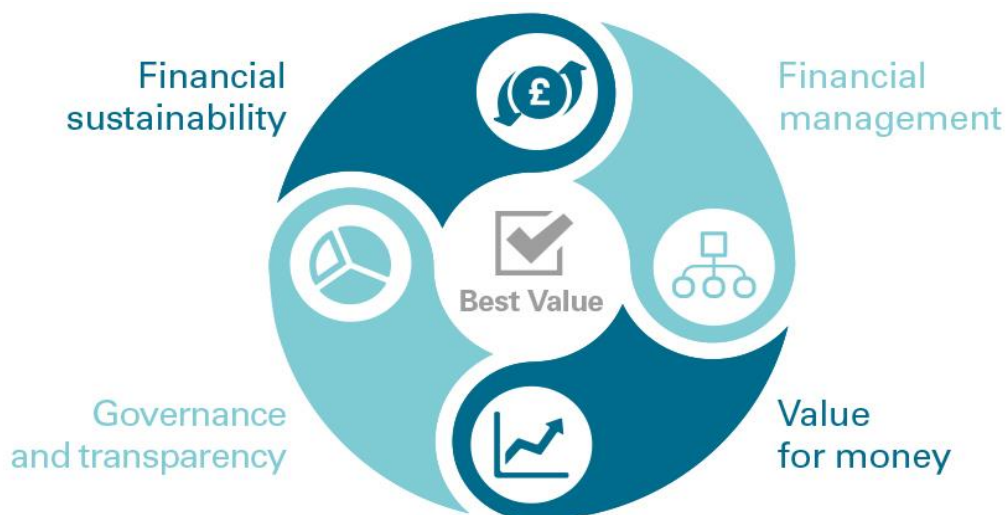 Financial
sustainability
£
Financial
management
Best Value
Governance
and transparency
Value
for money